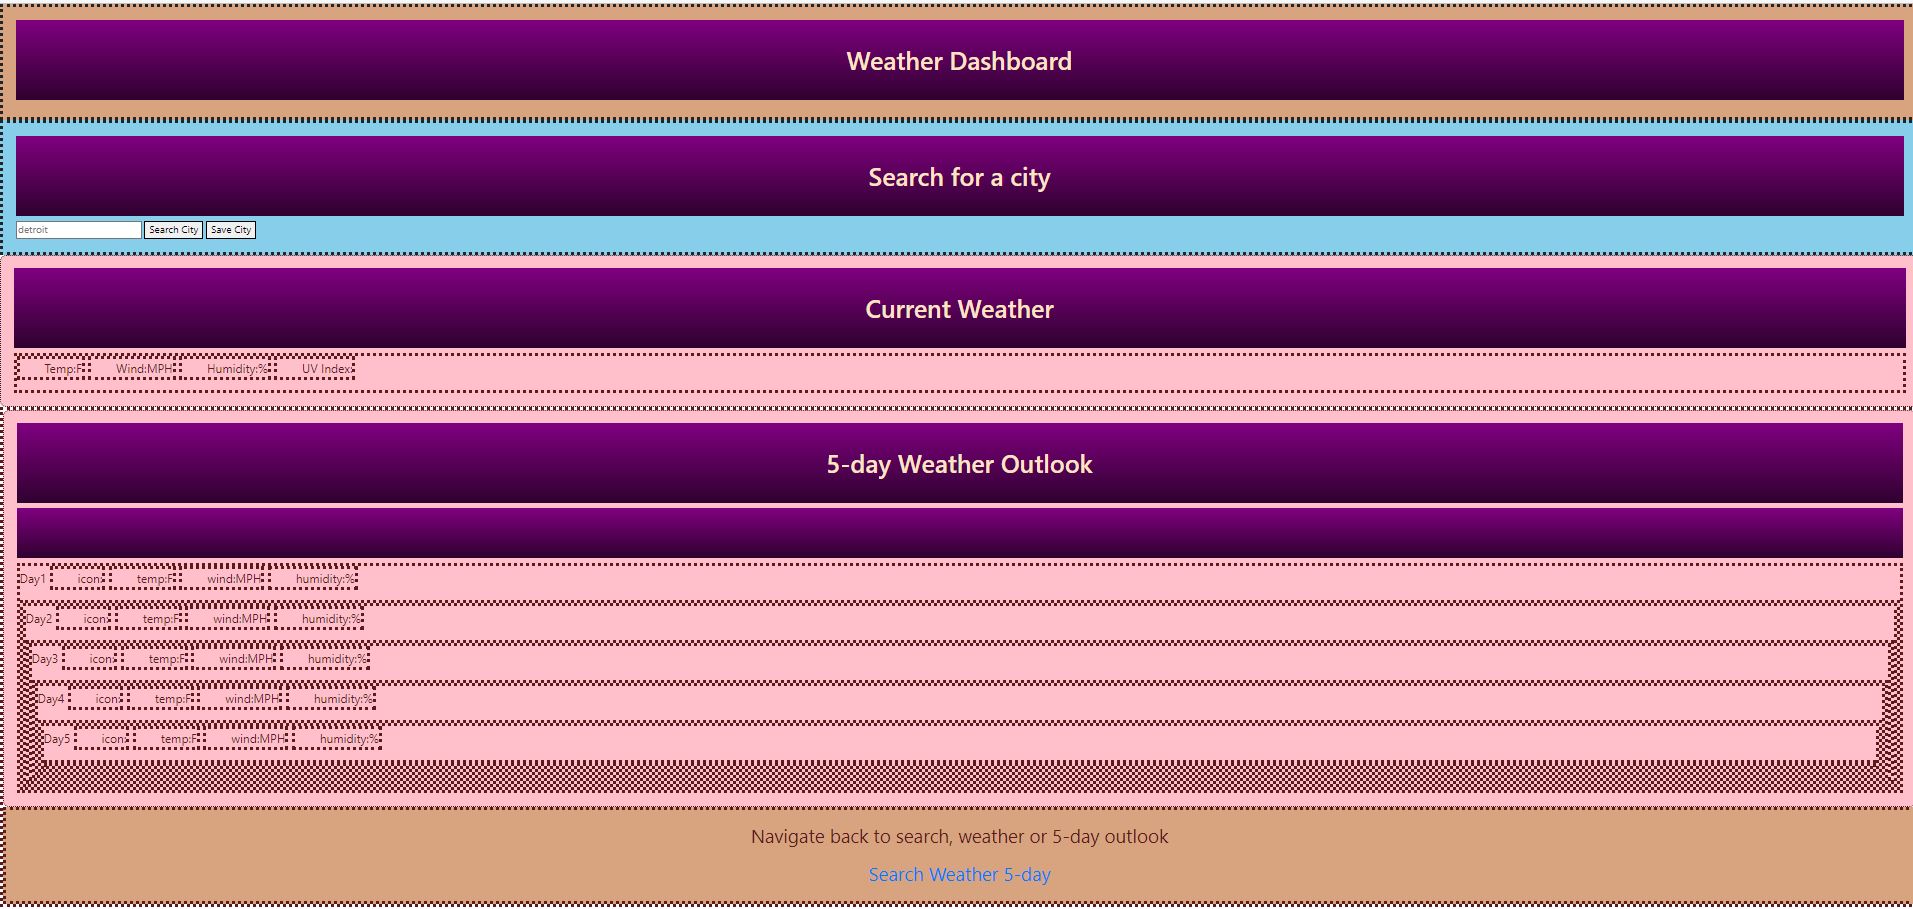 Weather Dashboard
Search for a city
detroit Search City Save City
Current Weather
Temp:F Wind:MPH Humidity:% UV Index:
5-day Weather Outlook
Day1 icon: temp:F wind:MPH humidity:%
Day2 icon: temp:F wind:MPH humidity:%
Day3 icon: temp:F wind:MPH humidity:%
Day4 icon: temp:F wind:MPH humidity:%
Day5 icon: temp:F wind:MPH humidity:%
Navigate back to search, weather or 5-day outlook
Search Weather 5-day